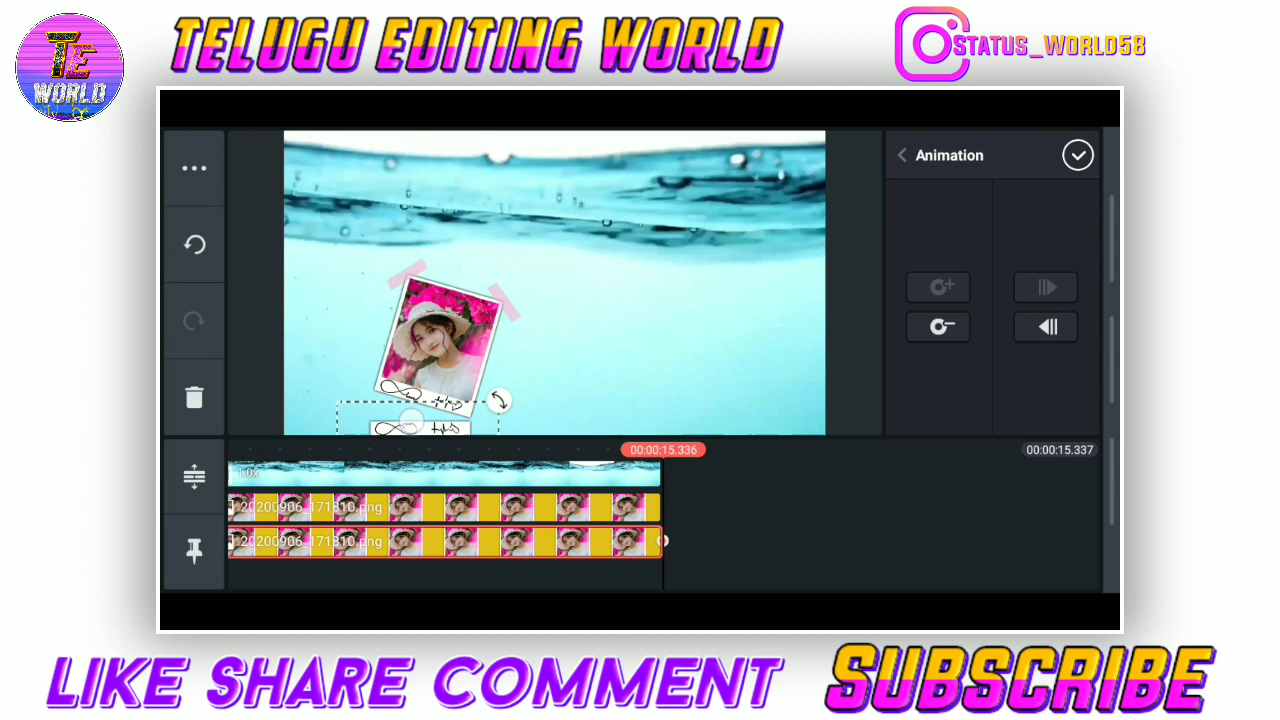 TE
WORLD
TELUGU EDITING WORLD
STATUS_WORLD58
Animation
00:00:15.336
00:00:15.337
1.0x
20200906_171810.png
20200906_171810.png
LIKE SHARE COMMENT
SUBSCRIBE